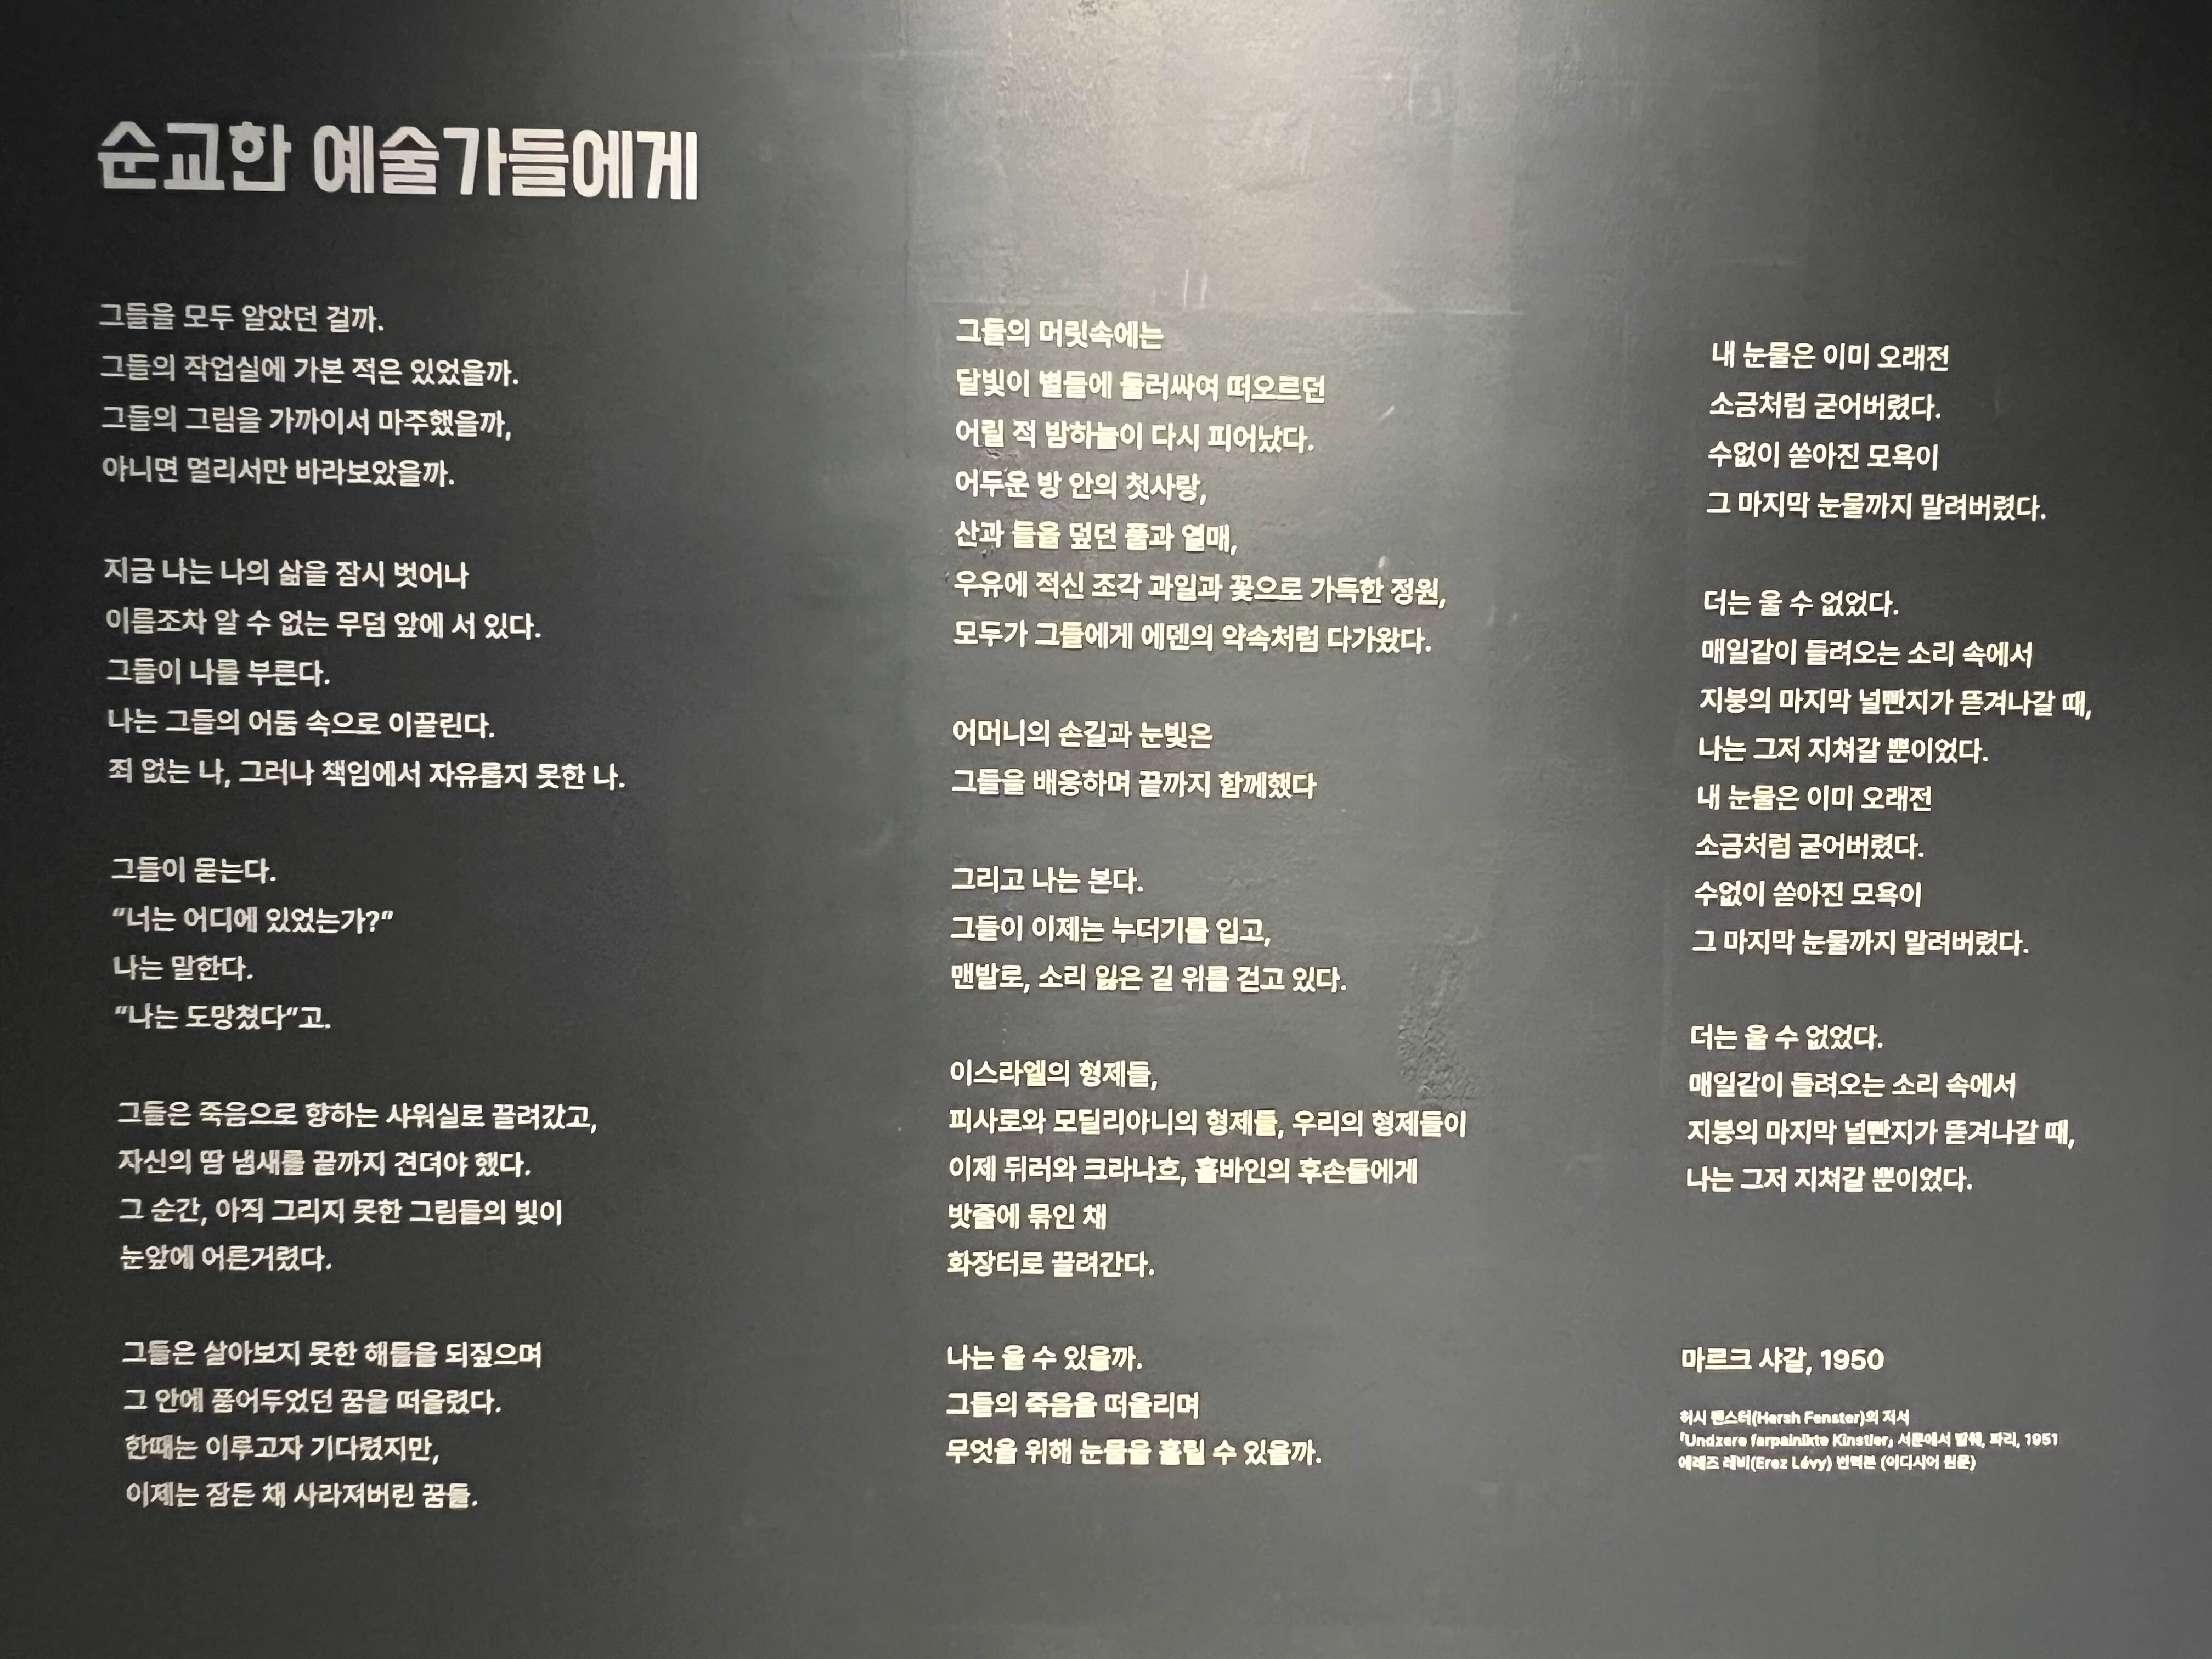 순교한 예술가들에게
그들을 모두 알았던 걸까.
그들의 작업실에 가본 적은 있었을까.
그들의 그림을 가까이서 마주했을까,
아니면 멀리서만 바라보았을까.
지금 나는 나의 삶을 잠시 벗어나
이름조차 알 수 없는 무덤 앞에 서 있다.
그들이 나를 부른다.
나는 그들의 어둠 속으로 이끌린다.
죄 없는 나, 그러나 책임에서 자유롭지 못한 나.
그들이 묻는다.
"너는 어디에 있었는가?"
나는 말한다.
"나는 도망쳤다"고.
그들은 죽음으로 향하는 샤워실로 끌려갔고,
자신의 땀 냄새를 끝까지 견뎌야 했다.
그 순간, 아직 그리지 못한 그림들의 빛이
눈앞에 어른거렸다.
그들은 살아보지 못한 해들을 되짚으며
그 안에 품어두었던 꿈을 떠올렸다.
한때는 이루고자 기다렸지만,
이제는 잠든 채 사라져버린 꿈들.
그들의 머릿속에는
달빛이 별들에 둘러싸여 떠오르던
어릴 적 밤하늘이 다시 피어났다.
어두운 방 안의 첫사랑,
산과 들을 덮던 풀과 열매,
우유에 적신 조각 과일과 꽃으로 가득한 정원,
모두가 그들에게 에덴의 약속처럼 다가왔다.
어머니의 손길과 눈빛은
그들을 배웅하며 끝까지 함께했다
그리고 나는 본다.
그들이 이제는 누더기를 입고,
맨발로, 소리 잃은 길 위를 걷고 있다.
이스라엘의 형제들,
피사로와 모딜리아니의 형제들, 우리의 형제들이
이제 뒤러와 크라나흐, 홀바인의 후손들에게
밧줄에 묶인 채
화장터로 끌려간다.
나는 울 수 있을까.
그들의 죽음을 떠올리며
무엇을 위해 눈물을 흘릴 수 있을까.
내 눈물은 이미 오래전
소금처럼 굳어버렸다.
수없이 쏟아진 모욕이
그 마지막 눈물까지 말려버렸다.
더는 울 수 없었다.
매일같이 들려오는 소리 속에서
지붕의 마지막 널빤지가 뜯겨나갈 때,
나는 그저 지쳐갈 뿐이었다.
내 눈물은 이미 오래전
소금처럼 굳어버렸다.
수없이 쏟아진 모욕이
그 마지막 눈물까지 말려버렸다.
더는 울 수 없었다.
매일같이 들려오는 소리 속에서
지붕의 마지막 널빤지가 뜯겨나갈 때,
나는 그저 지쳐갈 뿐이었다.
마르크 샤갈, 1950
허시 펜스터(Hersh Fenster)의 저서
「Undzere farpainikte Kinstler」 서문에서 발췌, 파리, 1951
에레즈 레비(Erez Lévy) 번역본 (이디시어 원문)